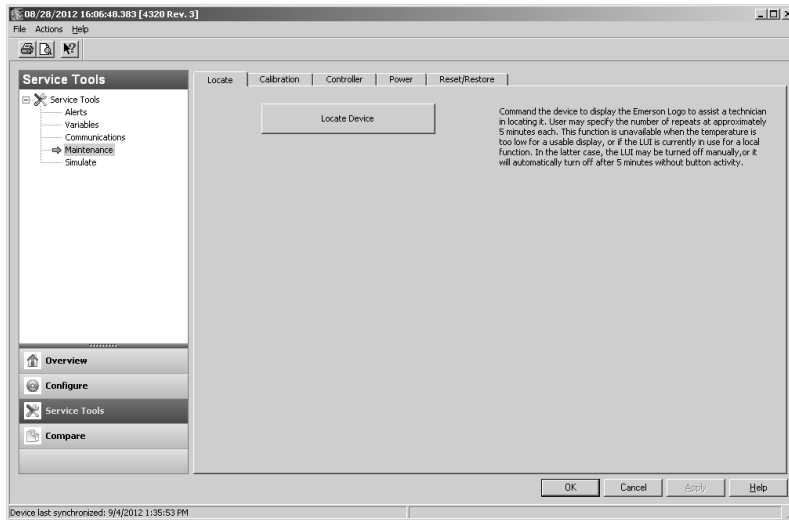 08/28/2012 16:06:48.383 [4320 Rev. 3]
File Actions Help
Service Tools
Service Tools
Alerts
Variables
Communications
Maintenance
Simulate
Overview
Configure
Service Tools
Compare
Locate Calibration Controller Power Reset/Restore
Locate Device
Command the device to display the Emerson Logo to assist a technician
in locating it. User may specify the number of repeats at approximately
5 minutes each. This function is unavailable when the temperature is
too low for a usable display, or if the LUI is currently in use for a local
function. In the latter case, the LUI may be turned off manually,or it
will automatically turn off after 5 minutes without button activity.
OK Cancel Apply Help
Device last synchronized: 9/4/2012 1:35:53 PM